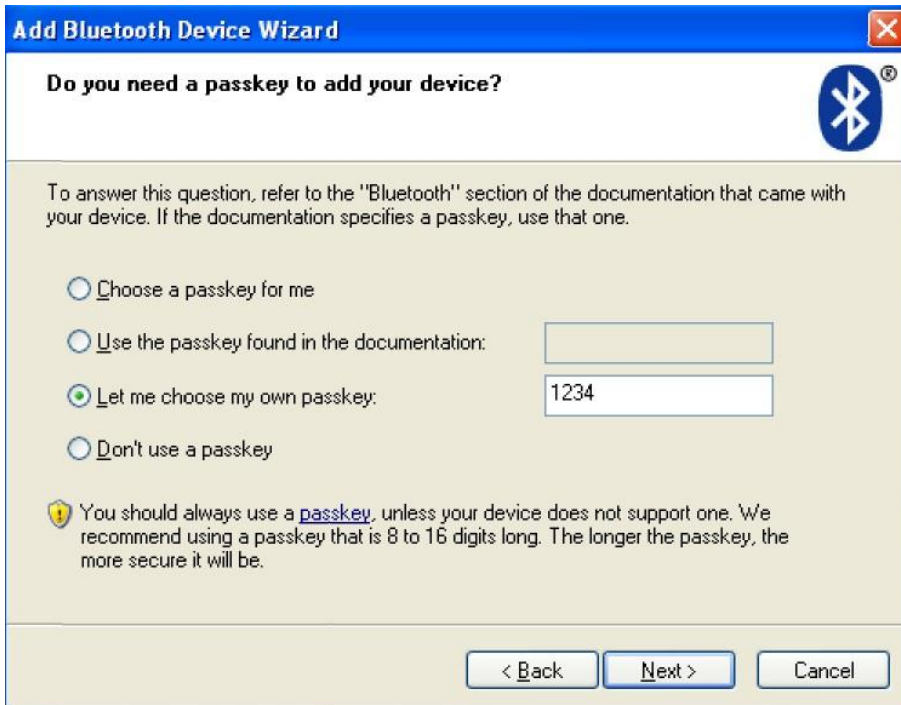 Add Bluetooth Device Wizard
Do you need a passkey to add your device?
®
To answer this question, refer to the "Bluetooth" section of the documentation that came with
your device. If the documentation specifies a passkey, use that one.
Choose a passkey for me
Use the passkey found in the documentation:
Let me choose my own passkey: 1234
Don't use a passkey
You should always use a passkey, unless your device does not support one. We
recommend using a passkey that is 8 to 16 digits long. The longer the passkey, the
more secure it will be.
< Back Next > Cancel